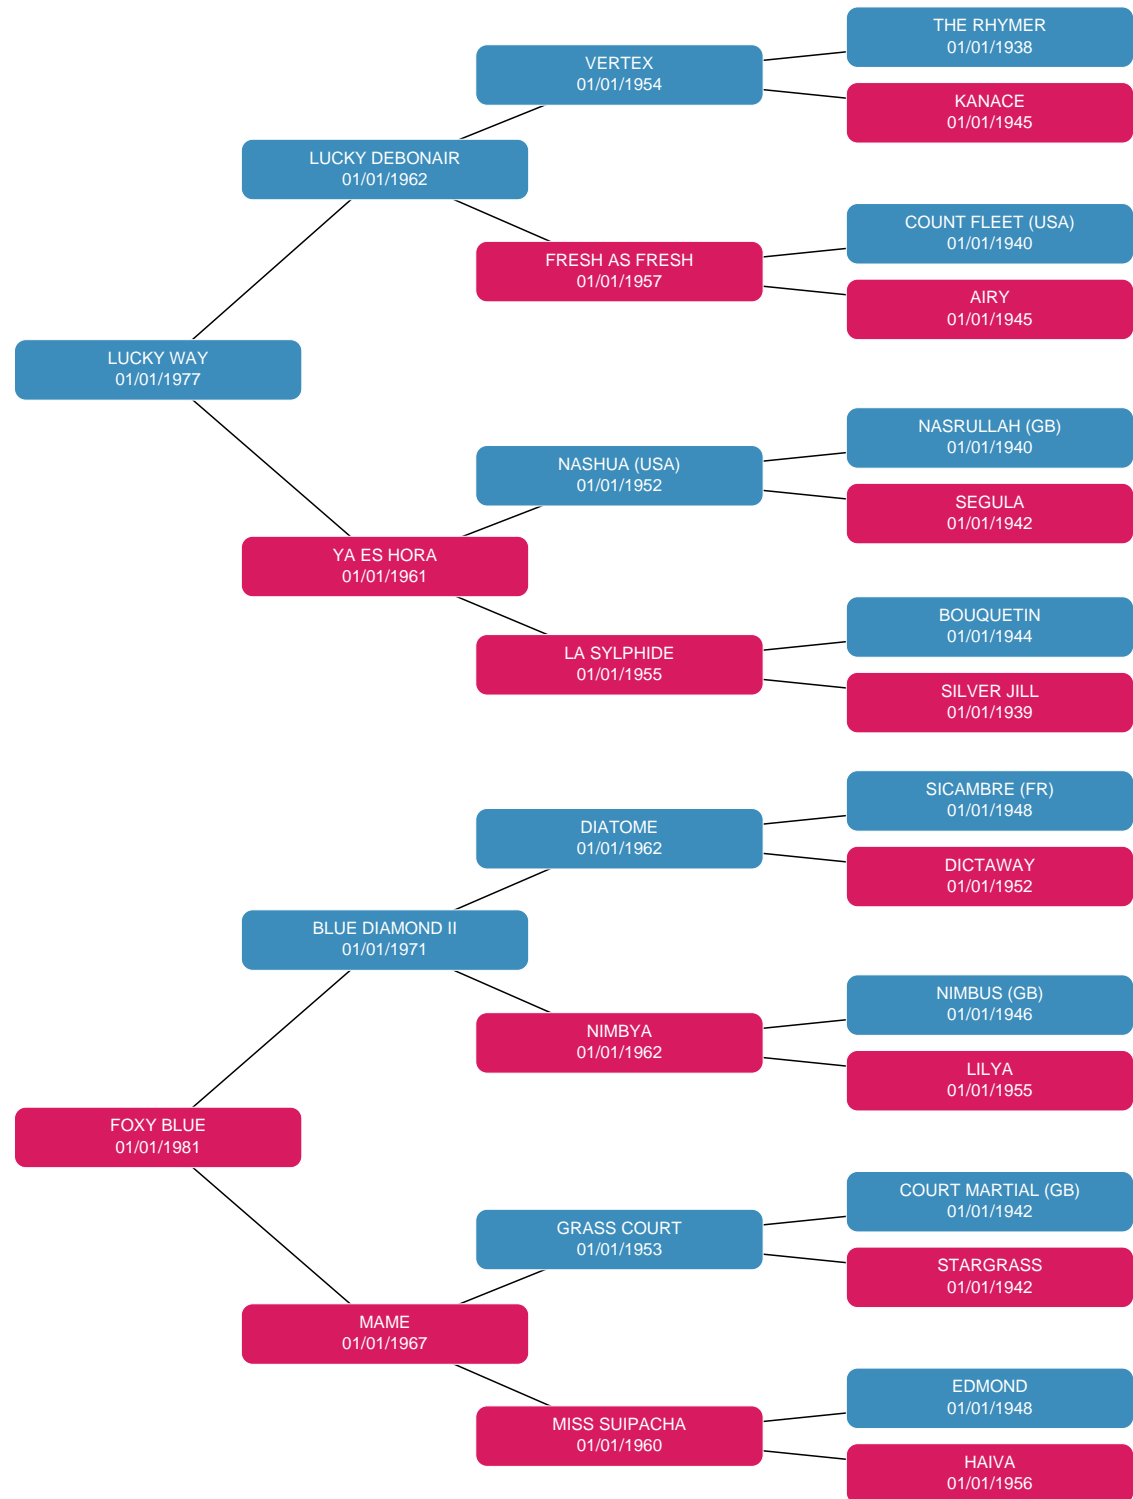 THE RHYMER
01/01/1938
VERTEX
01/01/1954
KANACE
01/01/1945
LUCKY DEBONAIR
01/01/1962
COUNT FLEET (USA)
01/01/1940
FRESH AS FRESH
01/01/1957
AIRY
01/01/1945
LUCKY WAY
01/01/1977
NASRULLAH (GB)
01/01/1940
NASHUA (USA)
01/01/1952
SEGULA
01/01/1942
YA ES HORA
01/01/1961
BOUQUETIN
01/01/1944
LA SYLPHIDE
01/01/1955
SILVER JILL
01/01/1939
SICAMBRE (FR)
01/01/1948
DIATOME
01/01/1962
DICTAWAY
01/01/1952
BLUE DIAMOND II
01/01/1971
NIMBUS (GB)
01/01/1946
NIMBYA
01/01/1962
LILYA
01/01/1955
FOXY BLUE
01/01/1981
COURT MARTIAL (GB)
01/01/1942
GRASS COURT
01/01/1953
STARGRASS
01/01/1942
MAME
01/01/1967
EDMOND
01/01/1948
MISS SUIPACHA
01/01/1960
HAIVA
01/01/1956